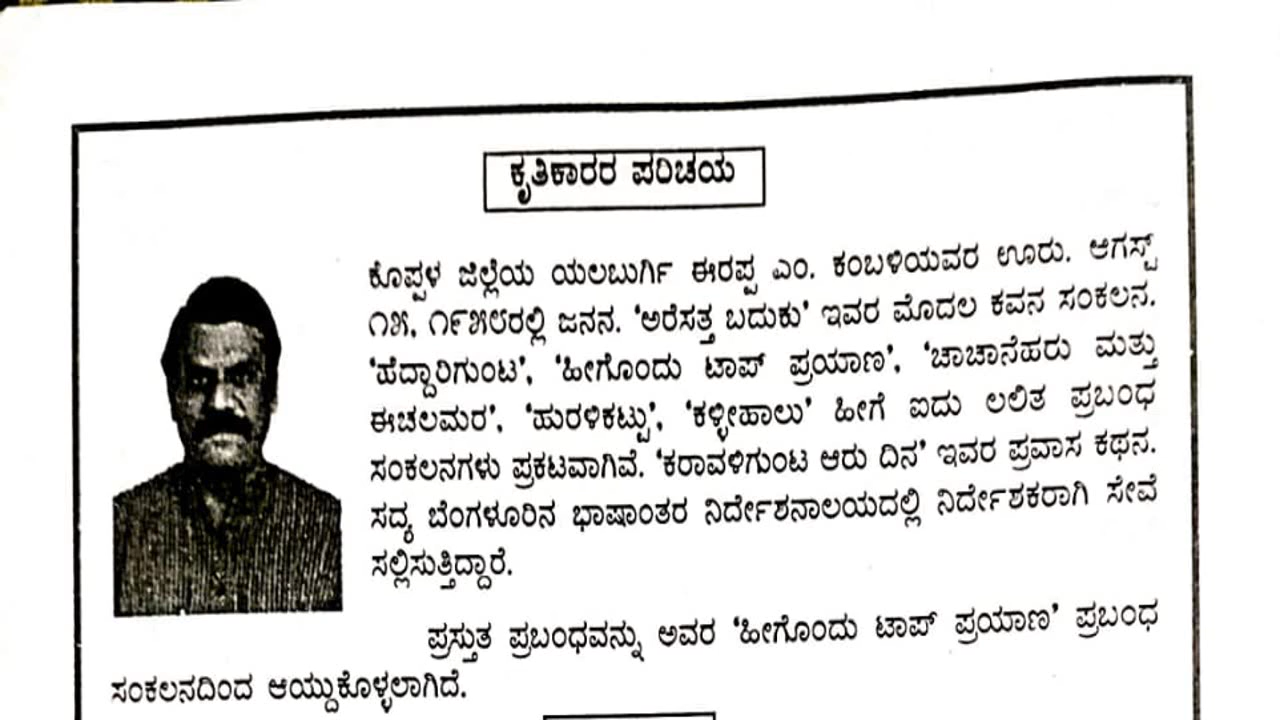 ಕೃತಿಕಾರರ ಪರಿಚಯ
ಕೊಪ್ಪಳ ಜಿಲ್ಲೆಯ ಯಲಬುರ್ಗಿ ಈರಪ್ಪ ಎಂ. ಕಂಬಳಿಯವರ ಊರು. ಆಗಸ್ಟ್
೧೫, ೧೯೫೮ರಲ್ಲಿ ಜನನ. 'ಅರೆಸತ್ತ ಬದುಕು' ಇವರ ಮೊದಲ ಕವನ ಸಂಕಲನ.
'ಹೆದ್ದಾರಿಗುಂಟ', 'ಹೀಗೊಂದು ಟಾಪ್ ಪ್ರಯಾಣ', 'ಚಾಚಾನೆಹರು ಮತ್ತು
ಈಚಲಮರ', 'ಹುರಳಿಕಟ್ಟು', 'ಕಳ್ಳೀಹಾಲು' ಹೀಗೆ ಐದು ಲಲಿತ ಪ್ರಬಂಧ
ಸಂಕಲನಗಳು ಪ್ರಕಟವಾಗಿವೆ. 'ಕರಾವಳಿಗುಂಟ ಆರು ದಿನ' ಇವರ ಪ್ರವಾಸ ಕಥನ.
ಸದ್ಯ ಬೆಂಗಳೂರಿನ ಭಾಷಾಂತರ ನಿರ್ದೇಶನಾಲಯದಲ್ಲಿ ನಿರ್ದೇಶಕರಾಗಿ ಸೇವೆ
ಸಲ್ಲಿಸುತ್ತಿದ್ದಾರೆ.
ಪ್ರಸ್ತುತ ಪ್ರಬಂಧವನ್ನು ಅವರ 'ಹೀಗೊಂದು ಟಾಪ್ ಪ್ರಯಾಣ' ಪ್ರಬಂಧ
ಸಂಕಲನದಿಂದ ಆಯ್ದುಕೊಳ್ಳಲಾಗಿದೆ.